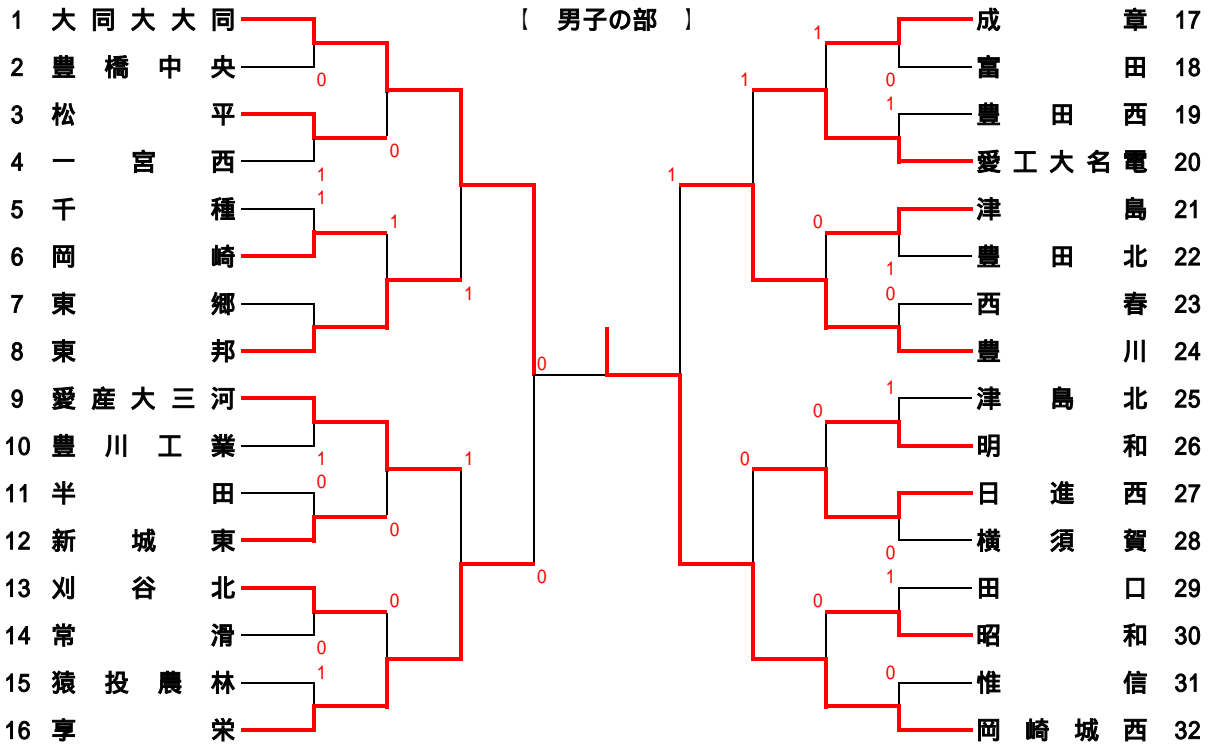 【 男子の部 】
1 大同大大同
2 豊橋中央
0
3 松平
0
4 一宮西
1
1
5 千種
1
6 岡崎
7 東郷
1
8 東邦
0
9 愛産大三河
10 豊川工業
1
1
0
11 半田
0
12 新城東
0
13 刈谷北
0
14 常滑
0
1
15 猿投農林
16 享栄
成章 17
1
富田 18
1
0
1
豊田西 19
愛工大名電 20
1
津島 21
0
豊田北 22
1
0
西春 23
豊川 24
1
津島北 25
0
明和 26
0
日進西 27
横須賀 28
0
1
田口 29
0
昭和 30
0
惟信 31
岡崎城西 32